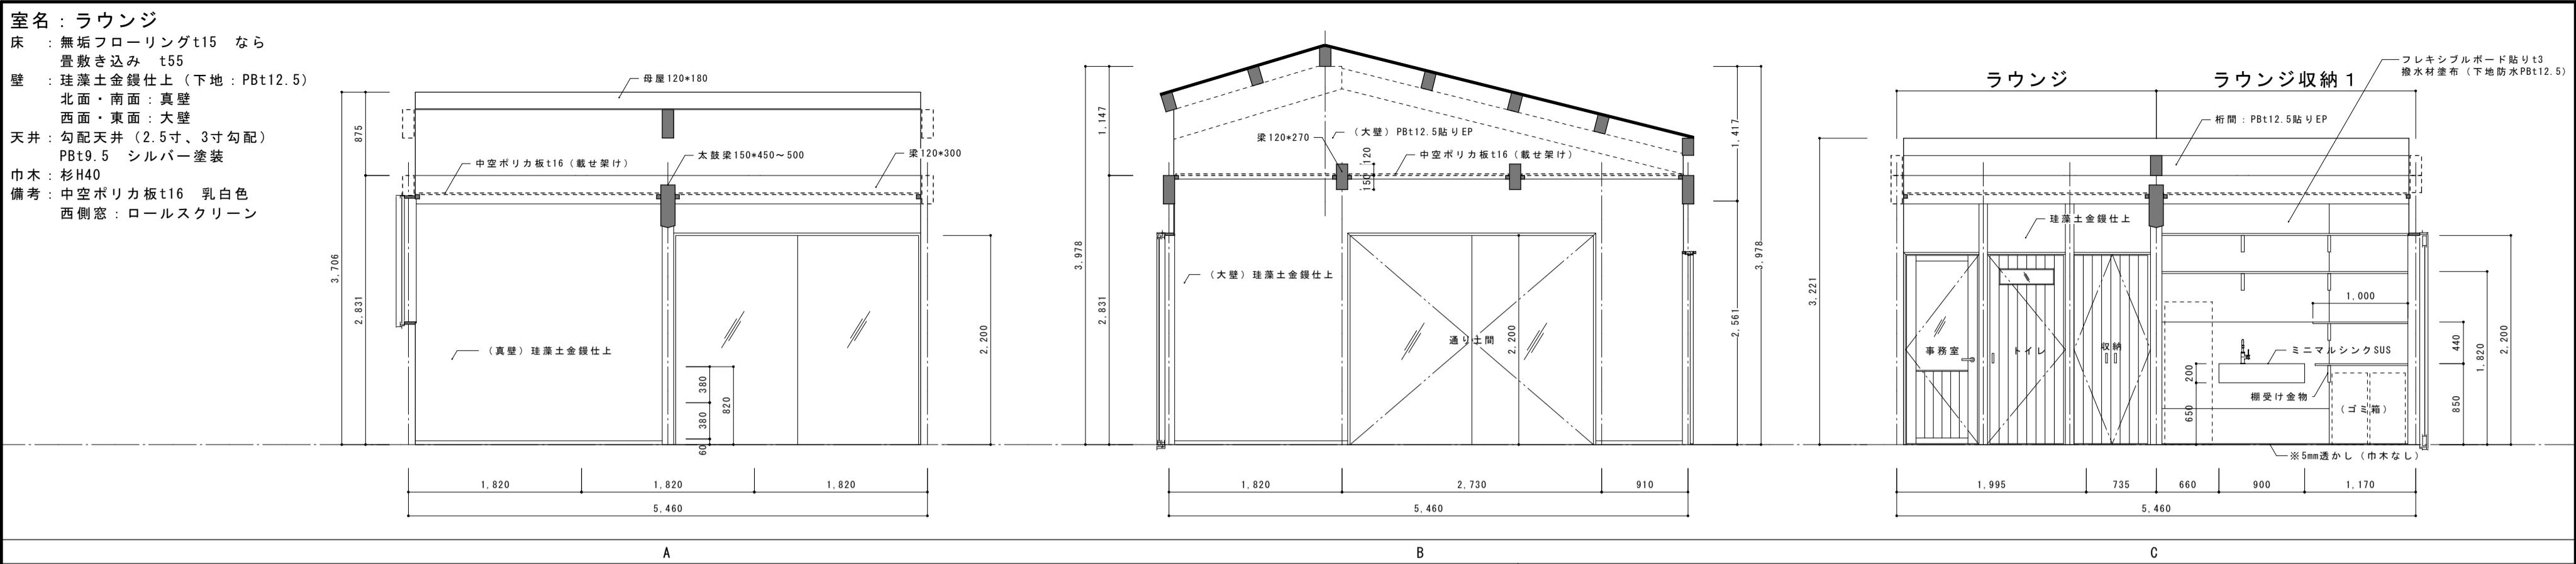 室名：ラウンジ
床　：無垢フローリングt15　なら
畳敷き込み　t55
壁　：珪藻土金鏝仕上（下地：PBt12.5）
北面・南面：真壁
西面・東面：大壁
天井：勾配天井（2.5寸、3寸勾配）
PBt9.5　シルバー塗装
巾木：杉H40
備考：中空ポリカ板t16　乳白色
西側窓：ロールスクリーン
母屋120*180
中空ポリカ板t16（載せ架け）
太鼓梁150*450～500
梁120*300
875
3,706
2,831
（真壁）珪藻土金鏝仕上
380
380
820
60
2,200
1,820
1,820
1,820
5,460
A
3,978
1,147
2,831
梁120*270
（大壁）PBt12.5貼りEP
120
150
中空ポリカ板t16（載せ架け）
（大壁）珪藻土金鏝仕上
通り土間
2,200
1,417
3,978
2,561
1,820
2,730
910
5,460
B
ラウンジ
ラウンジ収納１
フレキシブルボード貼りt3
撥水材塗布（下地防水PBt12.5）
桁間：PBt12.5貼りEP
珪藻土金鏝仕上
3,221
事務室
トイレ
収納
1,000
ミニマルシンクSUS
200
650
棚受け金物
（ゴミ箱）
440
850
1,820
2,200
※5mm透かし（巾木なし）
1,995
735
660
900
1,170
5,460
C